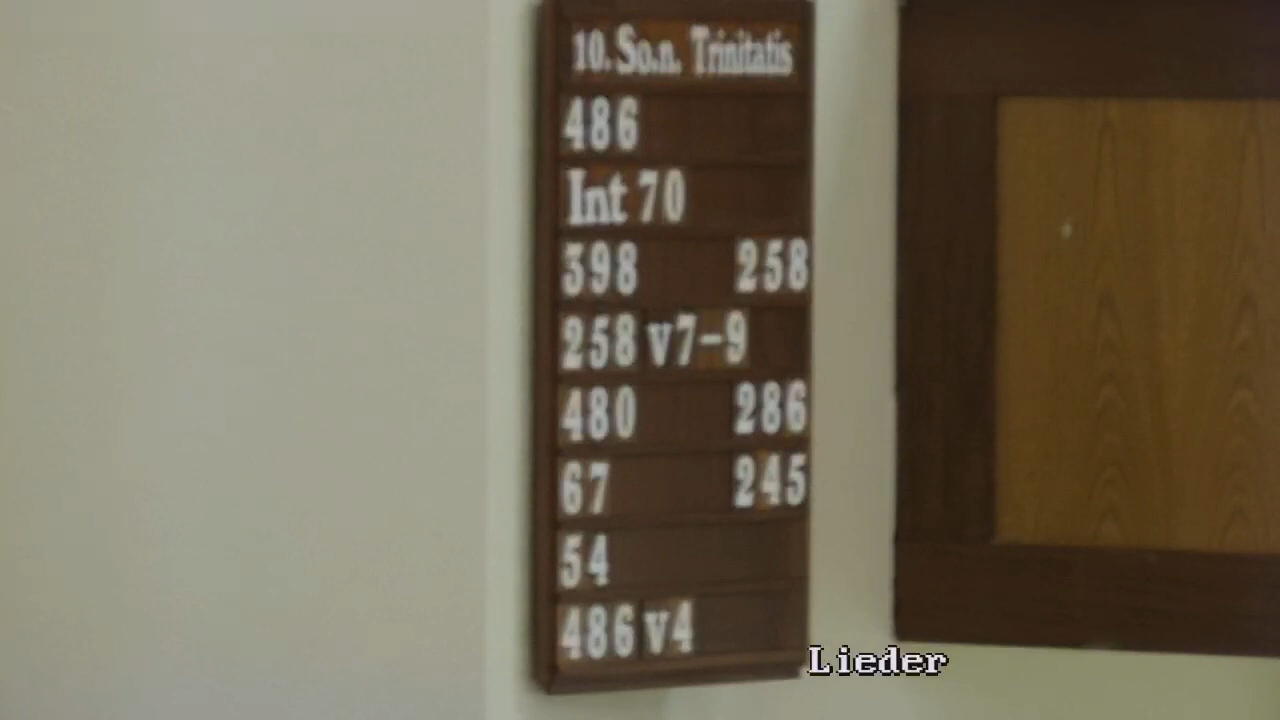 10. So.n. Trinitatis
486
Int 70
398 258
258 v7-9
480 286
67 245
54
486 v4
Lieder